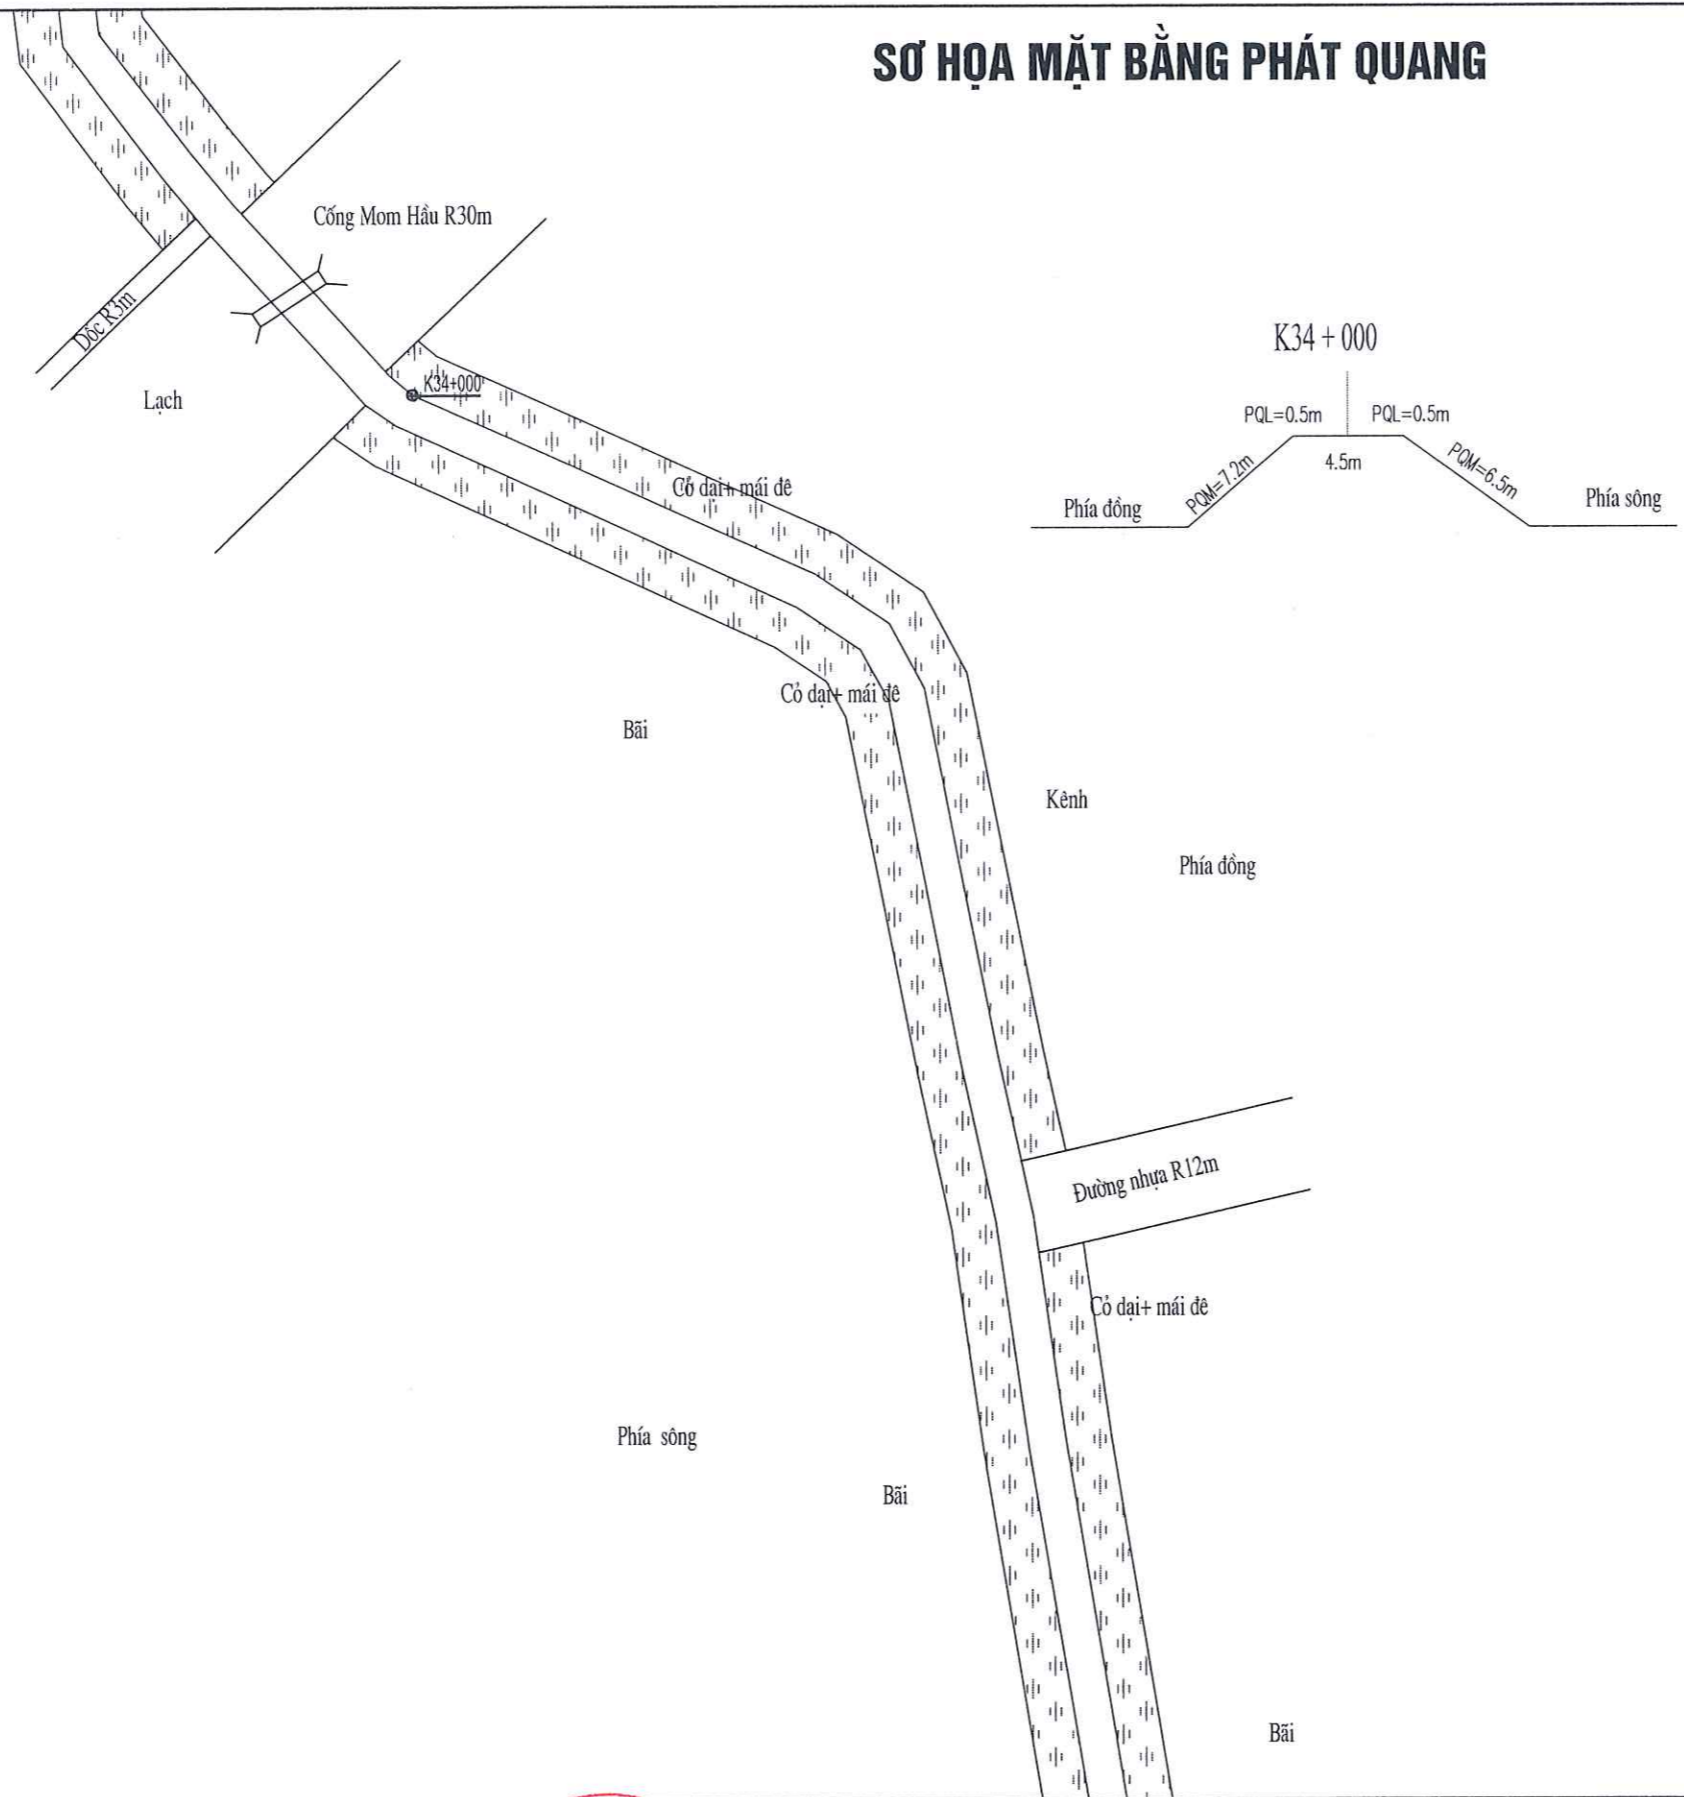 SƠ HỌA MẶT BẰNG PHÁT QUANG
Cống Mom Hầu R30m
Dốc R3m
Lạch
K34+000
K34 + 000
PQL=0.5m PQL=0.5m
PQM=7.2m 4.5m PQM=6.5m
Phía đồng Phía sông
Cỏ dại+ mái đê
Cỏ dại+ mái đê
Bãi
Kênh
Phía đồng
Đường nhựa R12m
Cỏ dại+ mái đê
Phía sông
Bãi
Bãi